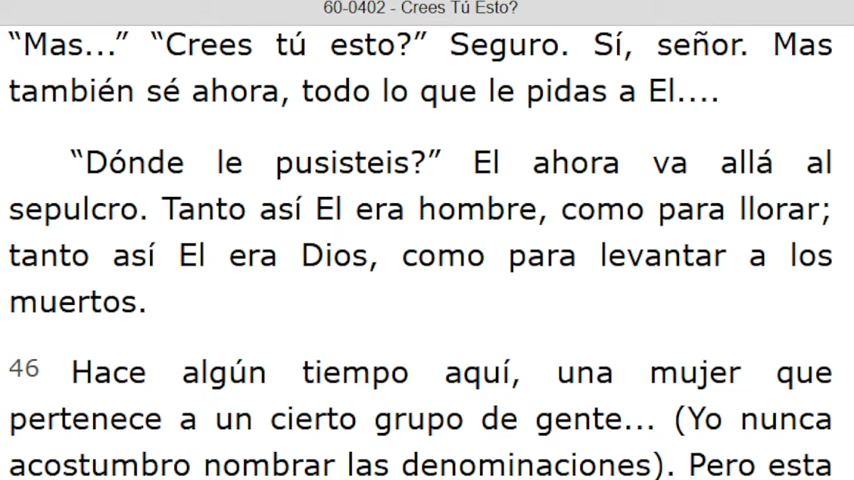 60-0402 - Crees Tú Esto?
“Mas...” “Crees tú esto?” Seguro. Sí, señor. Mas
también sé ahora, todo lo que le pidas a El....
“Dónde le pusisteis?” El ahora va allá al
sepulcro. Tanto así El era hombre, como para llorar;
tanto así El era Dios, como para levantar a los
muertos.
46 Hace algún tiempo aquí, una mujer que
pertenece a un cierto grupo de gente... (Yo nunca
acostumbro nombrar las denominaciones). Pero esta